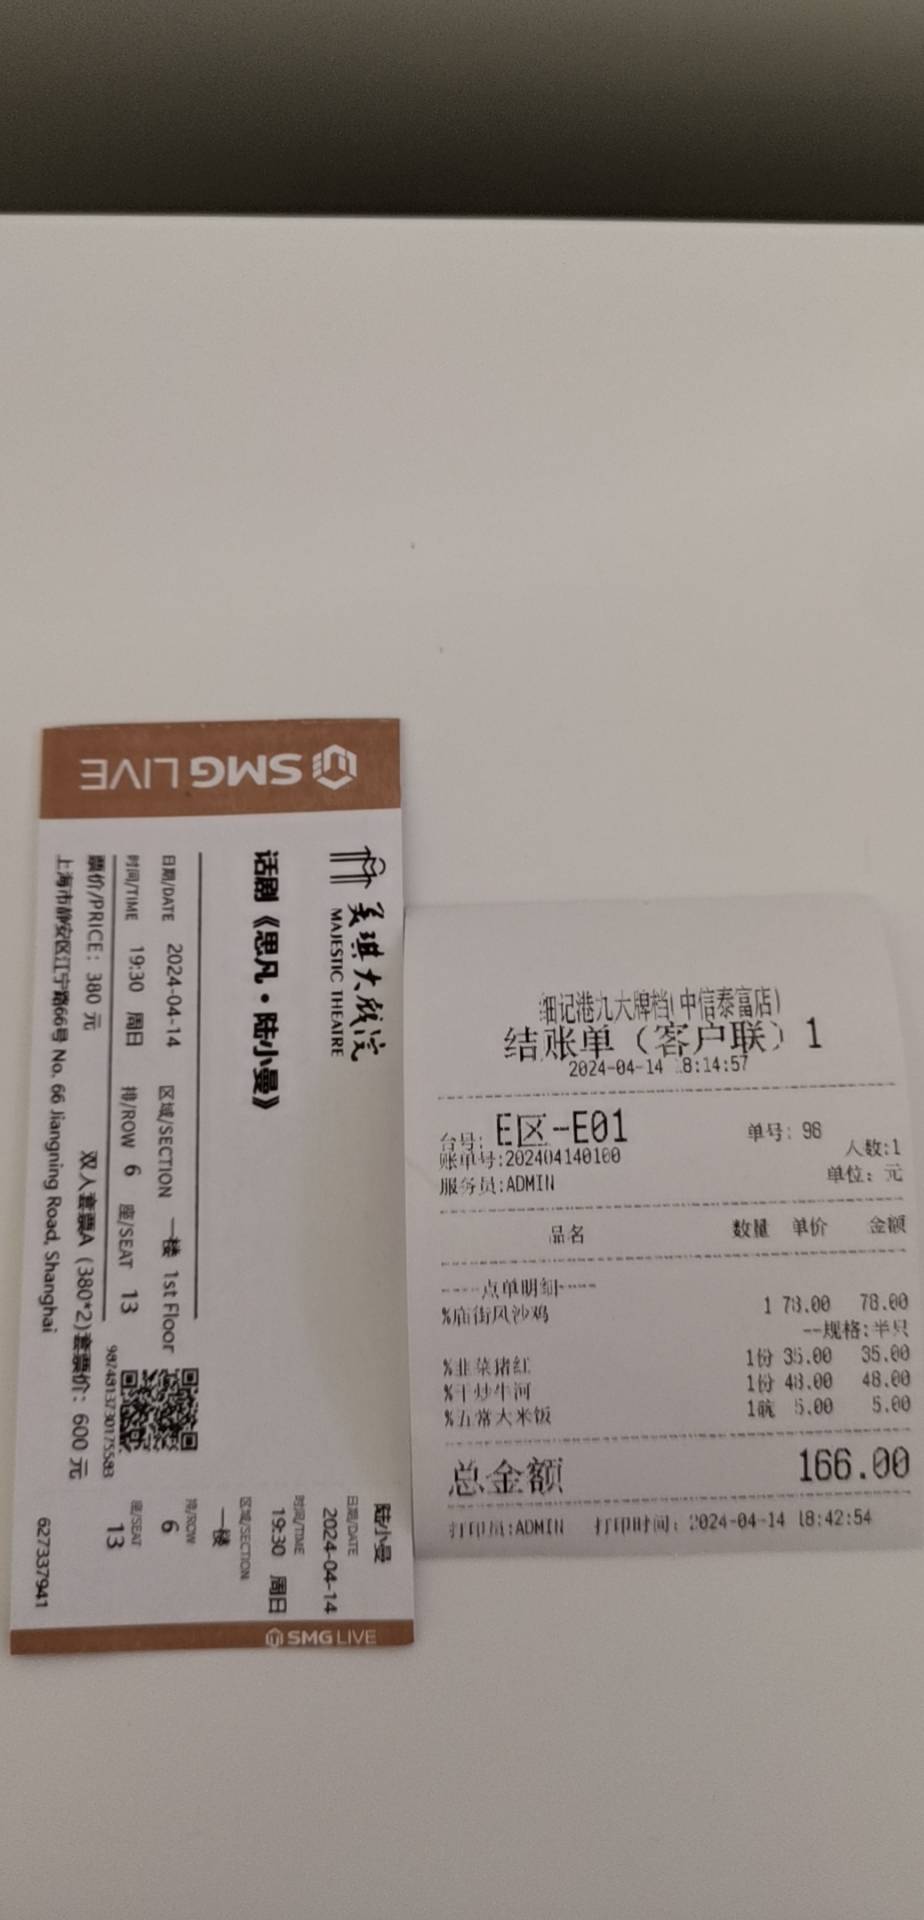 SMG LIVE
美琪大戏院
MAJESTIC THEATRE
话剧《思凡·陆小曼》
日期/DATE 2024-04-14 区域/SECTION 一楼 1st Floor
时间/TIME 19:30 周日 排/ROW 6 座/SEAT 13
票价/PRICE: 380 元 双人套票A (380*2)套票价: 600 元
上海市静安区江宁路66号 No. 66 Jiangning Road, Shanghai
陆小曼
日期/DATE
2024-04-14
时间/TIME
19:30 周日
区域/SECTION
一楼
排/ROW
6
座/SEAT
13
627337941
SMG LIVE
细记港九大牌档(中信泰富店)
结账单（客户联）1
2024-04-14 18:14:57
台号: E区-E01 单号: 98
账单号:202404140100 人数:1
服务员:ADMIN 单位: 元
品名 数量 单价 金额
----点单明细----
%庙街风沙鸡 1 78.00 78.00
--规格:半只
%韭菜猪红 1份 35.00 35.00
%干炒牛河 1份 48.00 48.00
%五常大米饭 1碗 5.00 5.00
总金额 166.00
打印员:ADMIN 打印时间: 2024-04-14 18:42:54